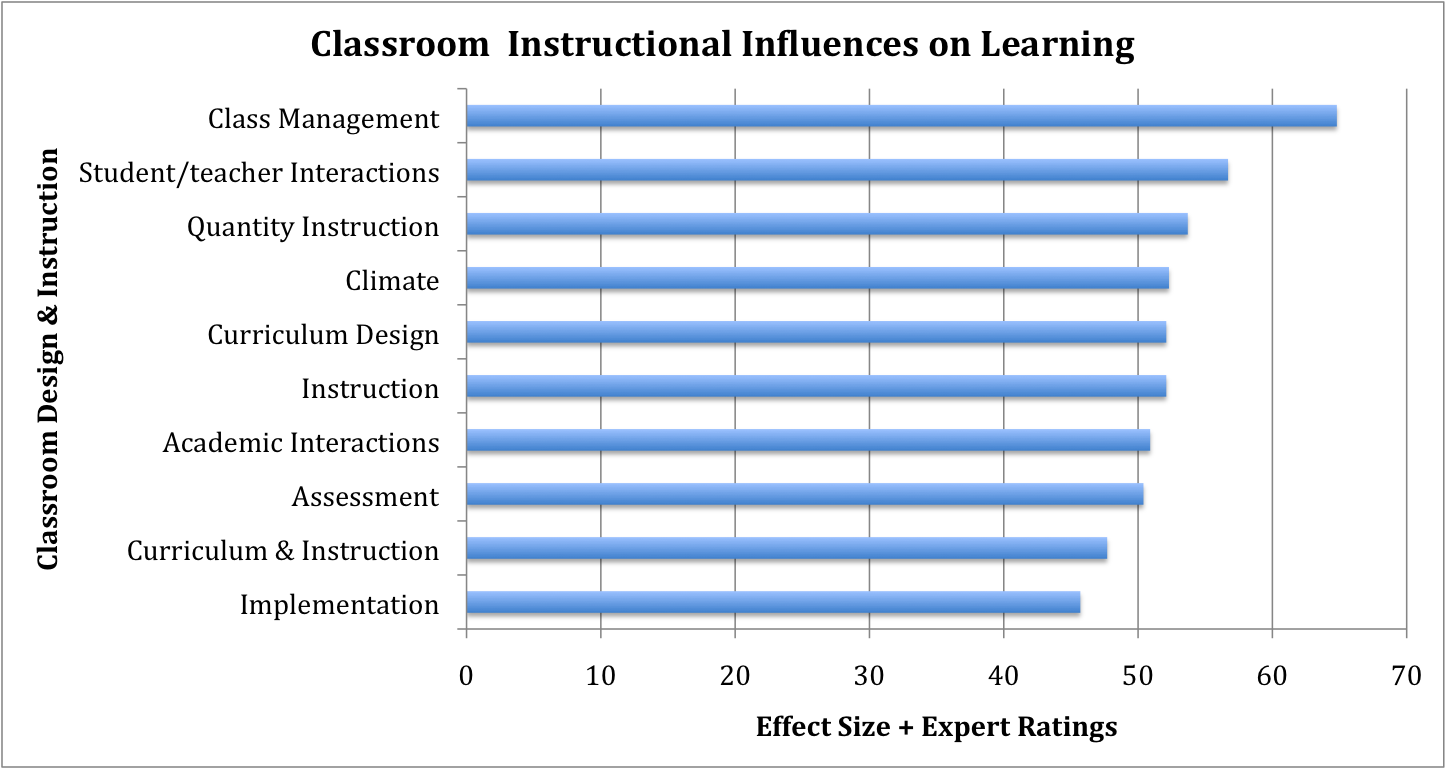 Classroom  Instructional Influences on Learning
Classroom Design & Instruction
Class Management
Student/teacher Interactions
Quantity Instruction
Climate
Curriculum Design
Instruction
Academic Interactions
Assessment
Curriculum & Instruction
Implementation
0 10 20 30 40 50 60 70
Effect Size + Expert Ratings